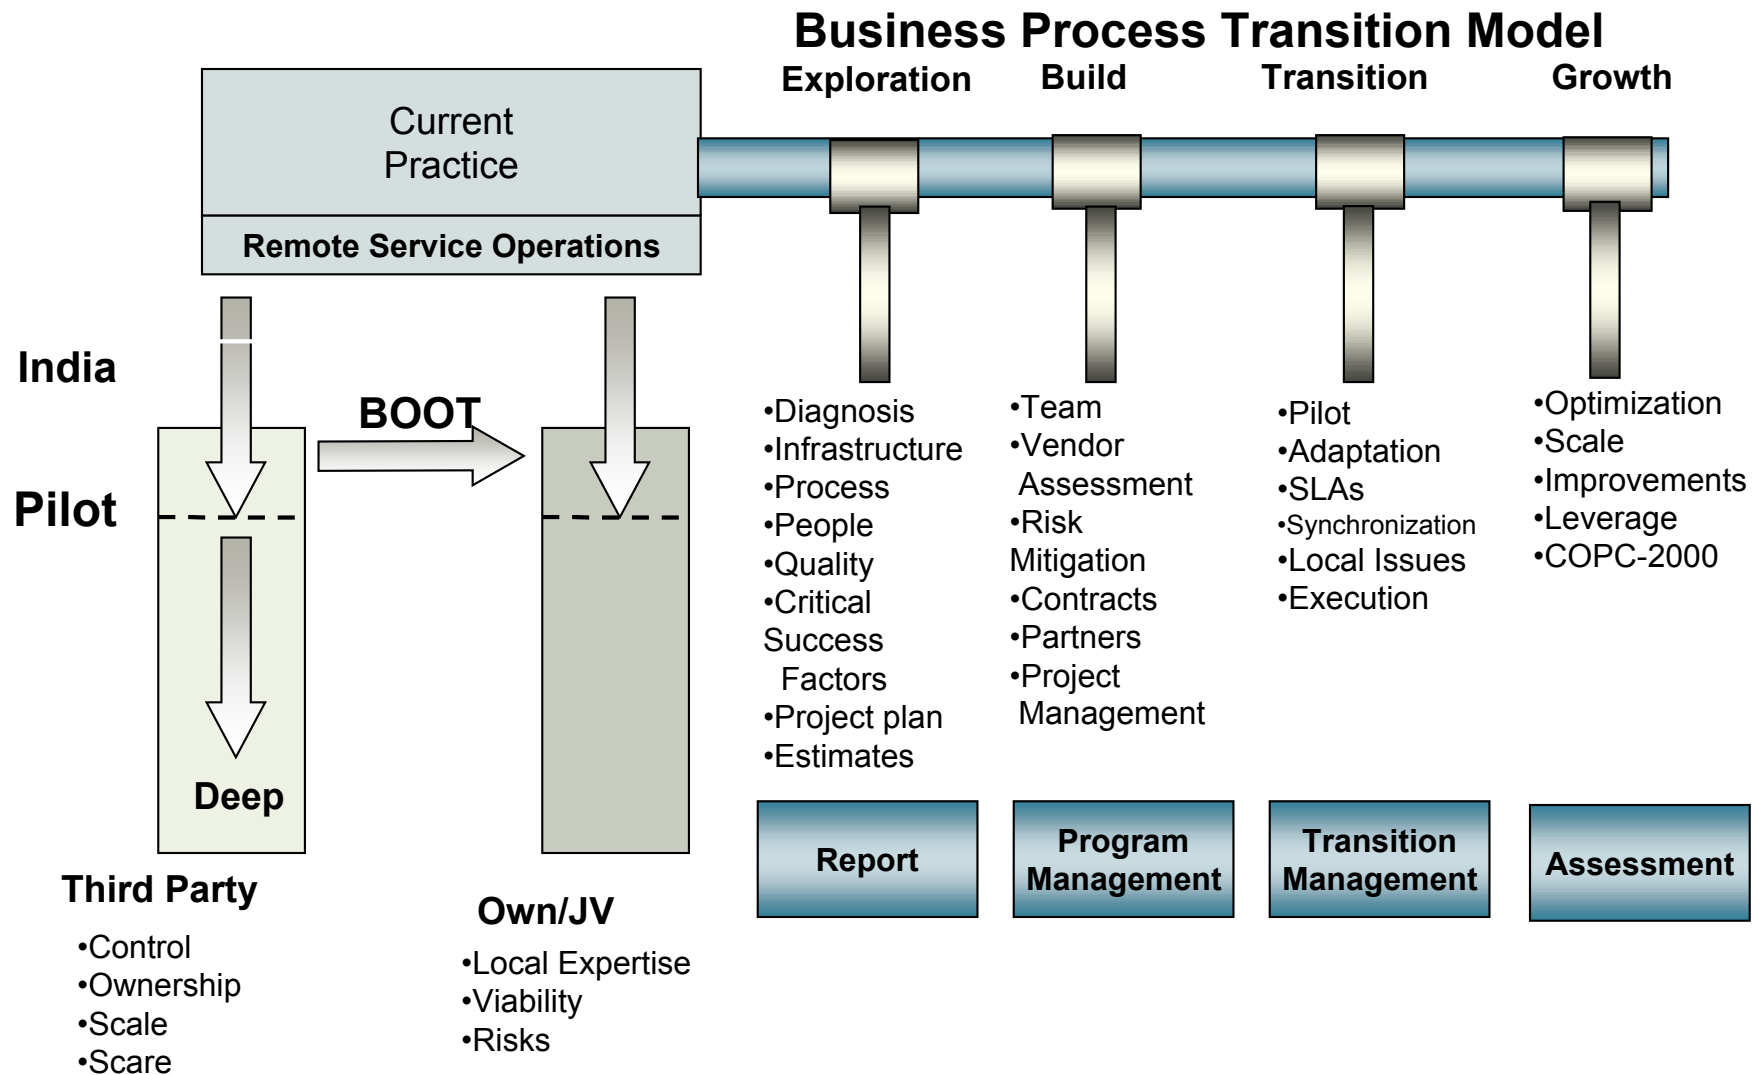 Business Process Transition Model
Exploration
Build
Transition
Growth
Current
Practice
Remote Service Operations
India
BOOT
Pilot
Deep
Third Party
•Control
•Ownership
•Scale
•Scare
Own/JV
•Local Expertise
•Viability
•Risks
•Diagnosis
•Infrastructure
•Process
•People
•Quality
•Critical
Success
Factors
•Project plan
•Estimates
•Team
•Vendor
Assessment
•Risk
Mitigation
•Contracts
•Partners
•Project
Management
•Pilot
•Adaptation
•SLAs
•Synchronization
•Local Issues
•Execution
•Optimization
•Scale
•Improvements
•Leverage
•COPC-2000
Report
Program
Management
Transition
Management
Assessment